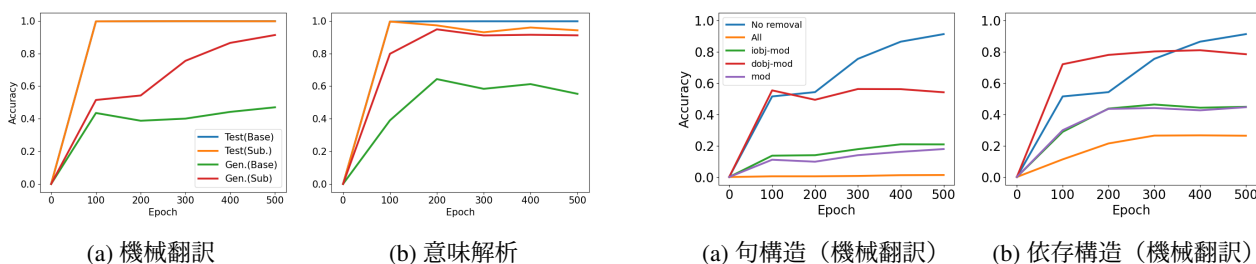 1.0
0.8
0.6
0.4
0.2
0.0
Accuracy
0 100 200 300 400 500
Epoch
Test(Base)
Test(Sub.)
Gen.(Base)
Gen.(Sub)
(a) 機械翻訳
1.0
0.8
0.6
0.4
0.2
0.0
0 100 200 300 400 500
Epoch
(b) 意味解析
1.0
0.8
0.6
0.4
0.2
0.0
Accuracy
No removal
All
iobj-mod
dobj-mod
mod
0 100 200 300 400 500
Epoch
(a) 句構造（機械翻訳）
1.0
0.8
0.6
0.4
0.2
0.0
0 100 200 300 400 500
Epoch
(b) 依存構造（機械翻訳）